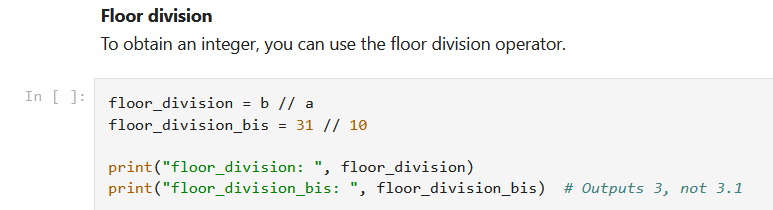 Floor division
To obtain an integer, you can use the floor division operator.
In [ ]:
floor_division = b // a
floor_division_bis = 31 // 10
print("floor_division: ", floor_division)
print("floor_division_bis: ", floor_division_bis)  # Outputs 3, not 3.1